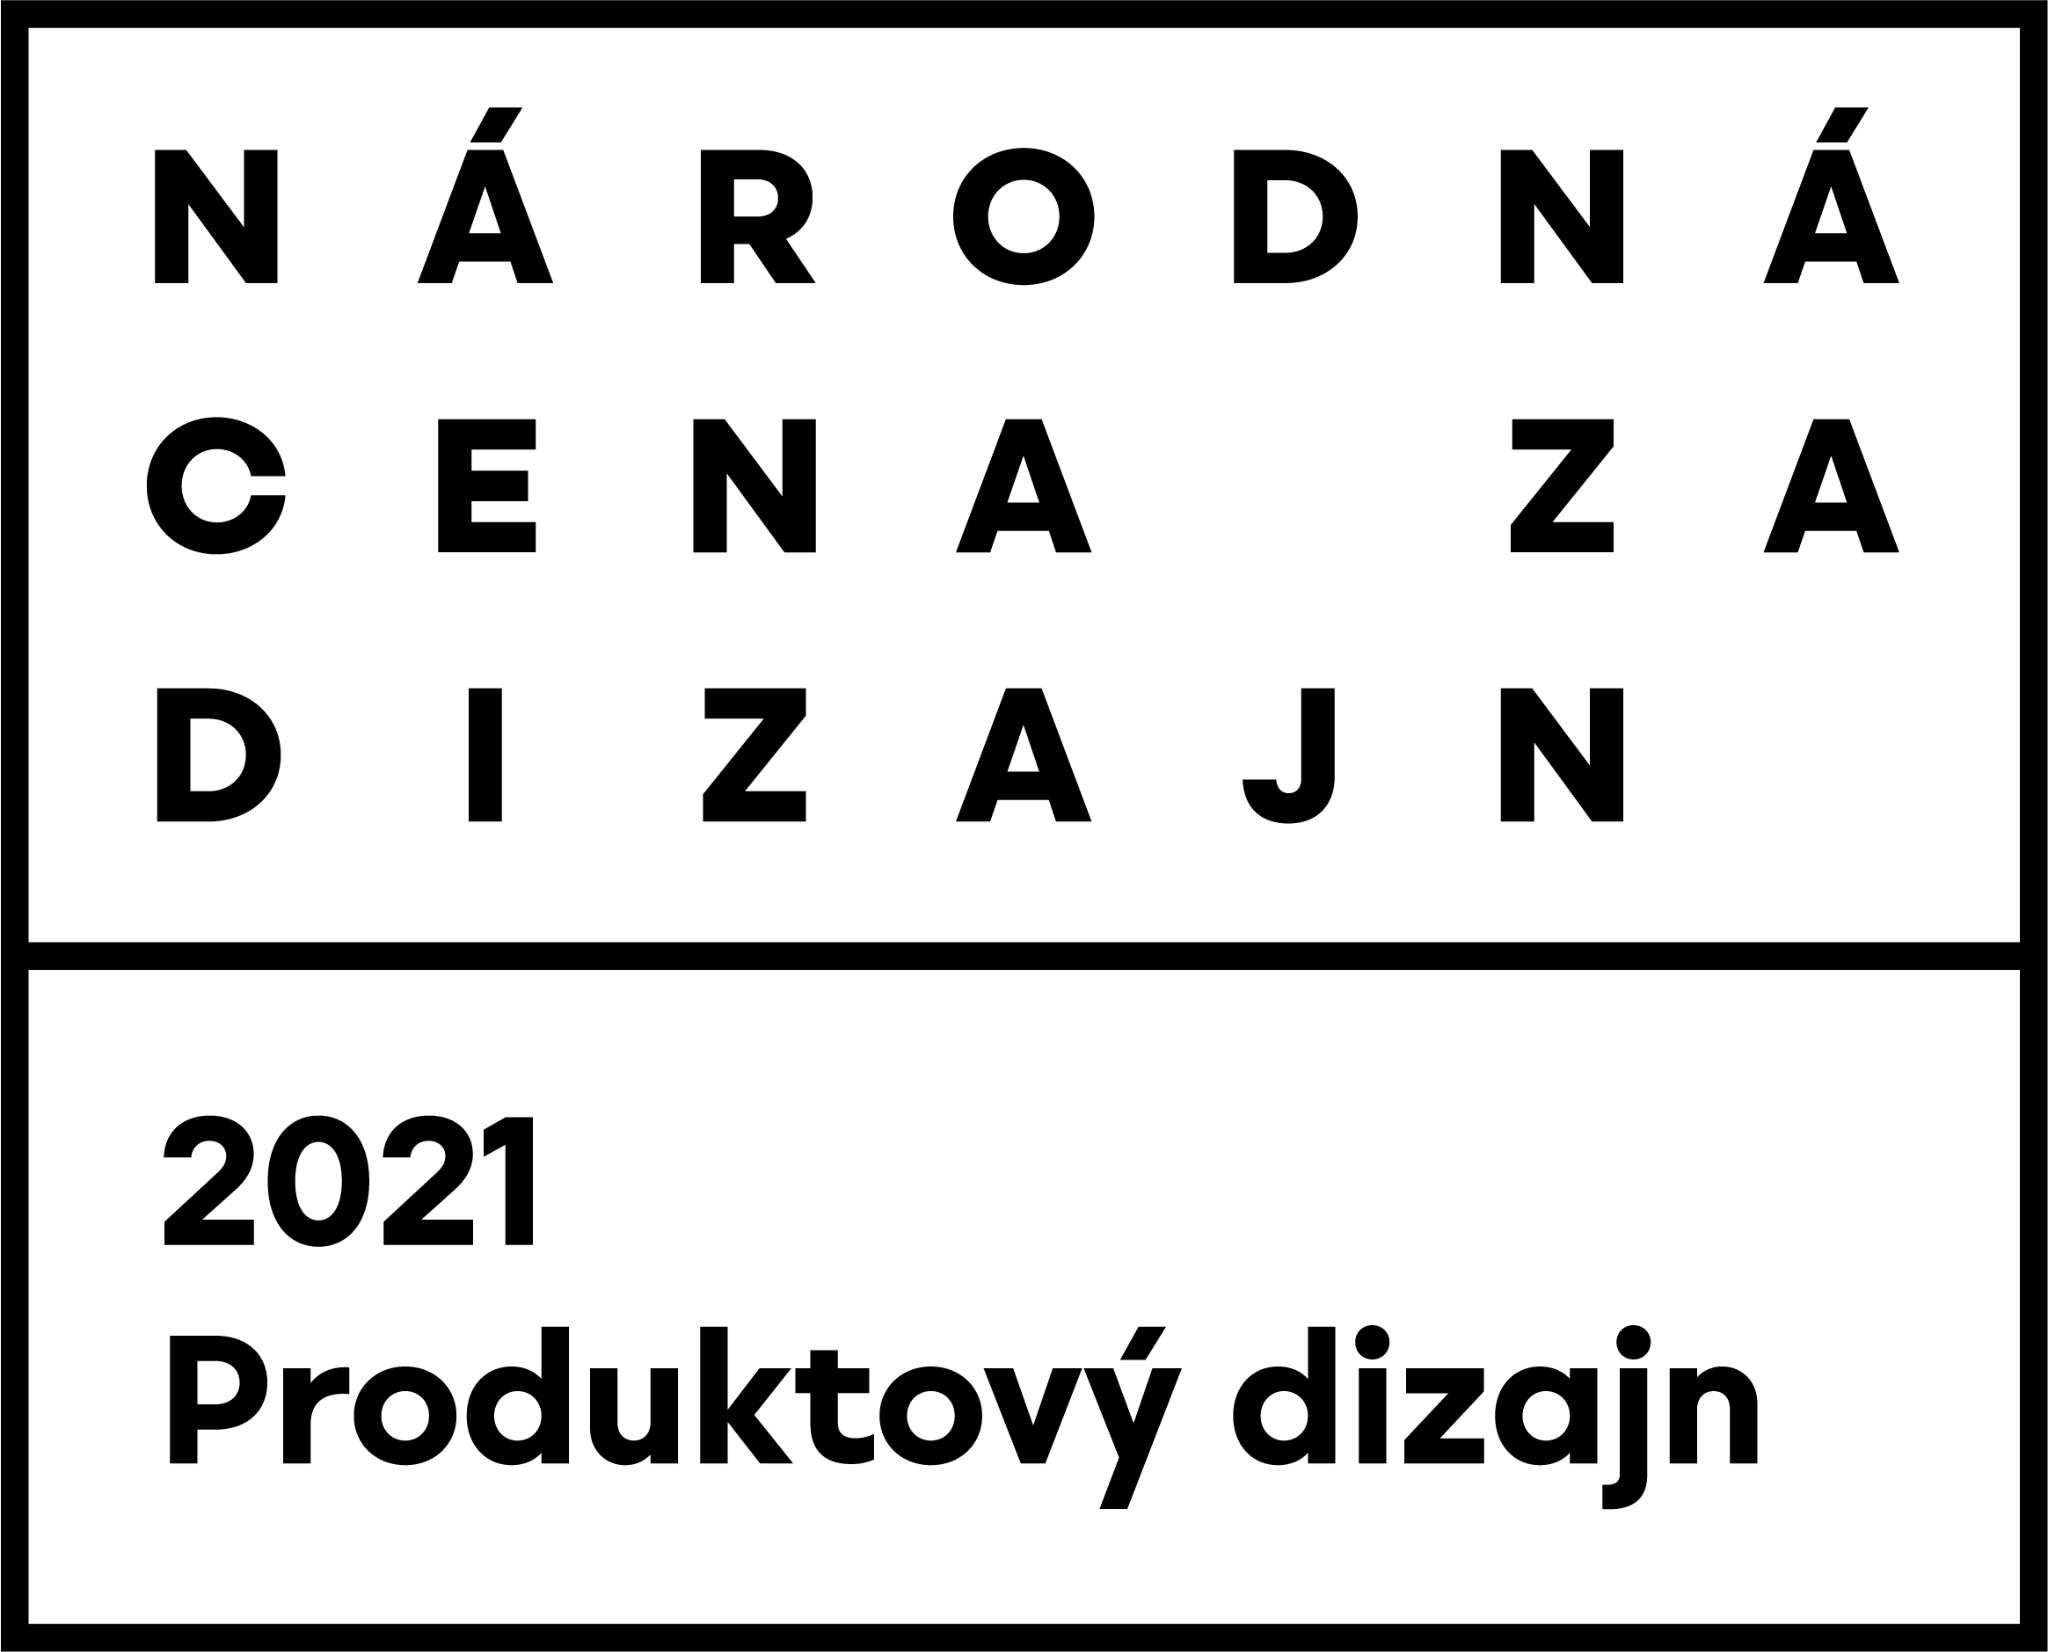 NÁRODNÁ
CENA ZA
DIZAJN
2021
Produktový dizajn